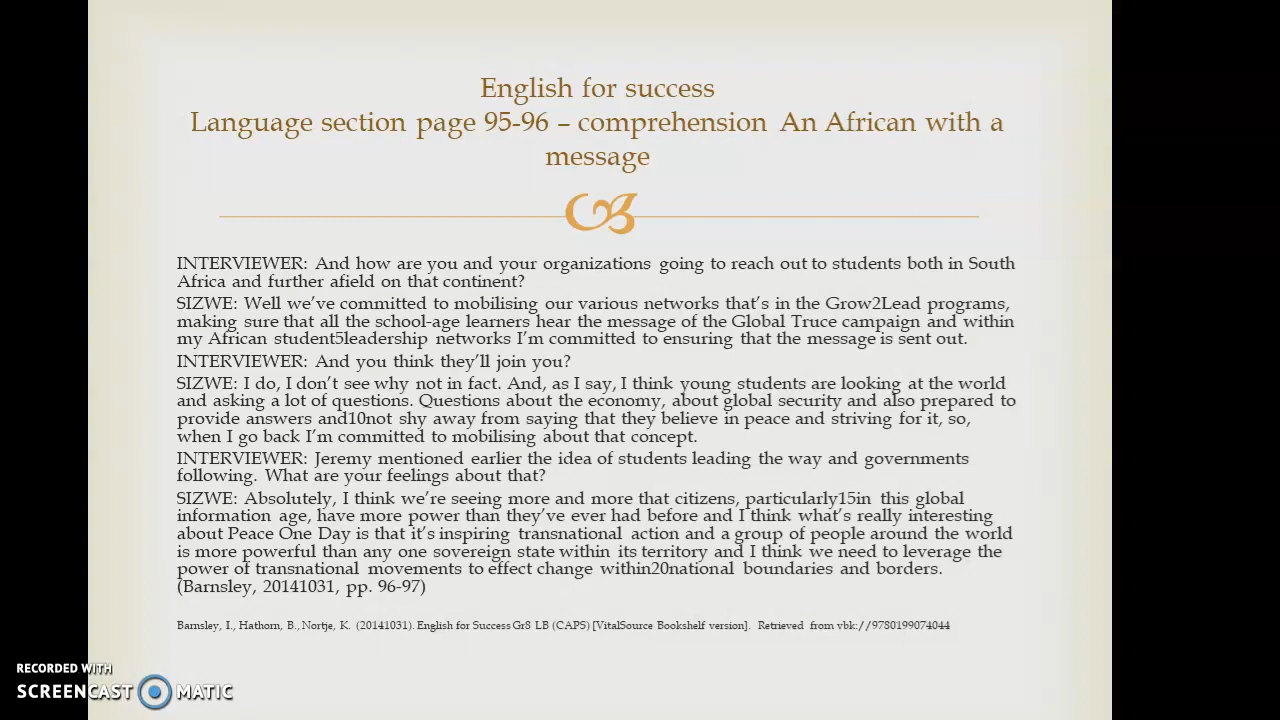 English for success
Language section page 95-96 – comprehension An African with a
message
INTERVIEWER: And how are you and your organizations going to reach out to students both in South
Africa and further afield on that continent?
SIZWE: Well we've committed to mobilising our various networks that's in the Grow2Lead programs,
making sure that all the school-age learners hear the message of the Global Truce campaign and within
my African student5leadership networks I'm committed to ensuring that the message is sent out.
INTERVIEWER: And you think they'll join you?
SIZWE: I do, I don't see why not in fact. And, as I say, I think young students are looking at the world
and asking a lot of questions. Questions about the economy, about global security and also prepared to
provide answers and10not shy away from saying that they believe in peace and striving for it, so,
when I go back I'm committed to mobilising about that concept.
INTERVIEWER: Jeremy mentioned earlier the idea of students leading the way and governments
following. What are your feelings about that?
SIZWE: Absolutely, I think we're seeing more and more that citizens, particularly15in this global
information age, have more power than they've ever had before and I think what's really interesting
about Peace One Day is that it's inspiring transnational action and a group of people around the world
is more powerful than any one sovereign state within its territory and I think we need to leverage the
power of transnational movements to effect change within20national boundaries and borders.
(Barnsley, 20141031, pp. 96-97)
Barnsley, I., Hathorn, B., Nortje, K. (20141031). English for Success Gr8 LB (CAPS) [VitalSource Bookshelf version]. Retrieved from vbk://9780199074044
RECORDED WITH
SCREENCAST MATIC